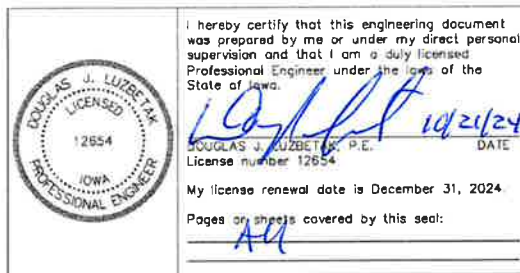 DOUGLAS J. LUZBETAK
LICENSED
12654
IOWA
PROFESSIONAL ENGINEER
I hereby certify that this engineering document
was prepared by me or under my direct personal
supervision and that I am a duly licensed
Professional Engineer under the laws of the
State of Iowa.
10/21/24
DOUGLAS J. LUZBETAK, P.E. DATE
License number 12654
My license renewal date is December 31, 2024
Pages or sheets covered by this seal:
All